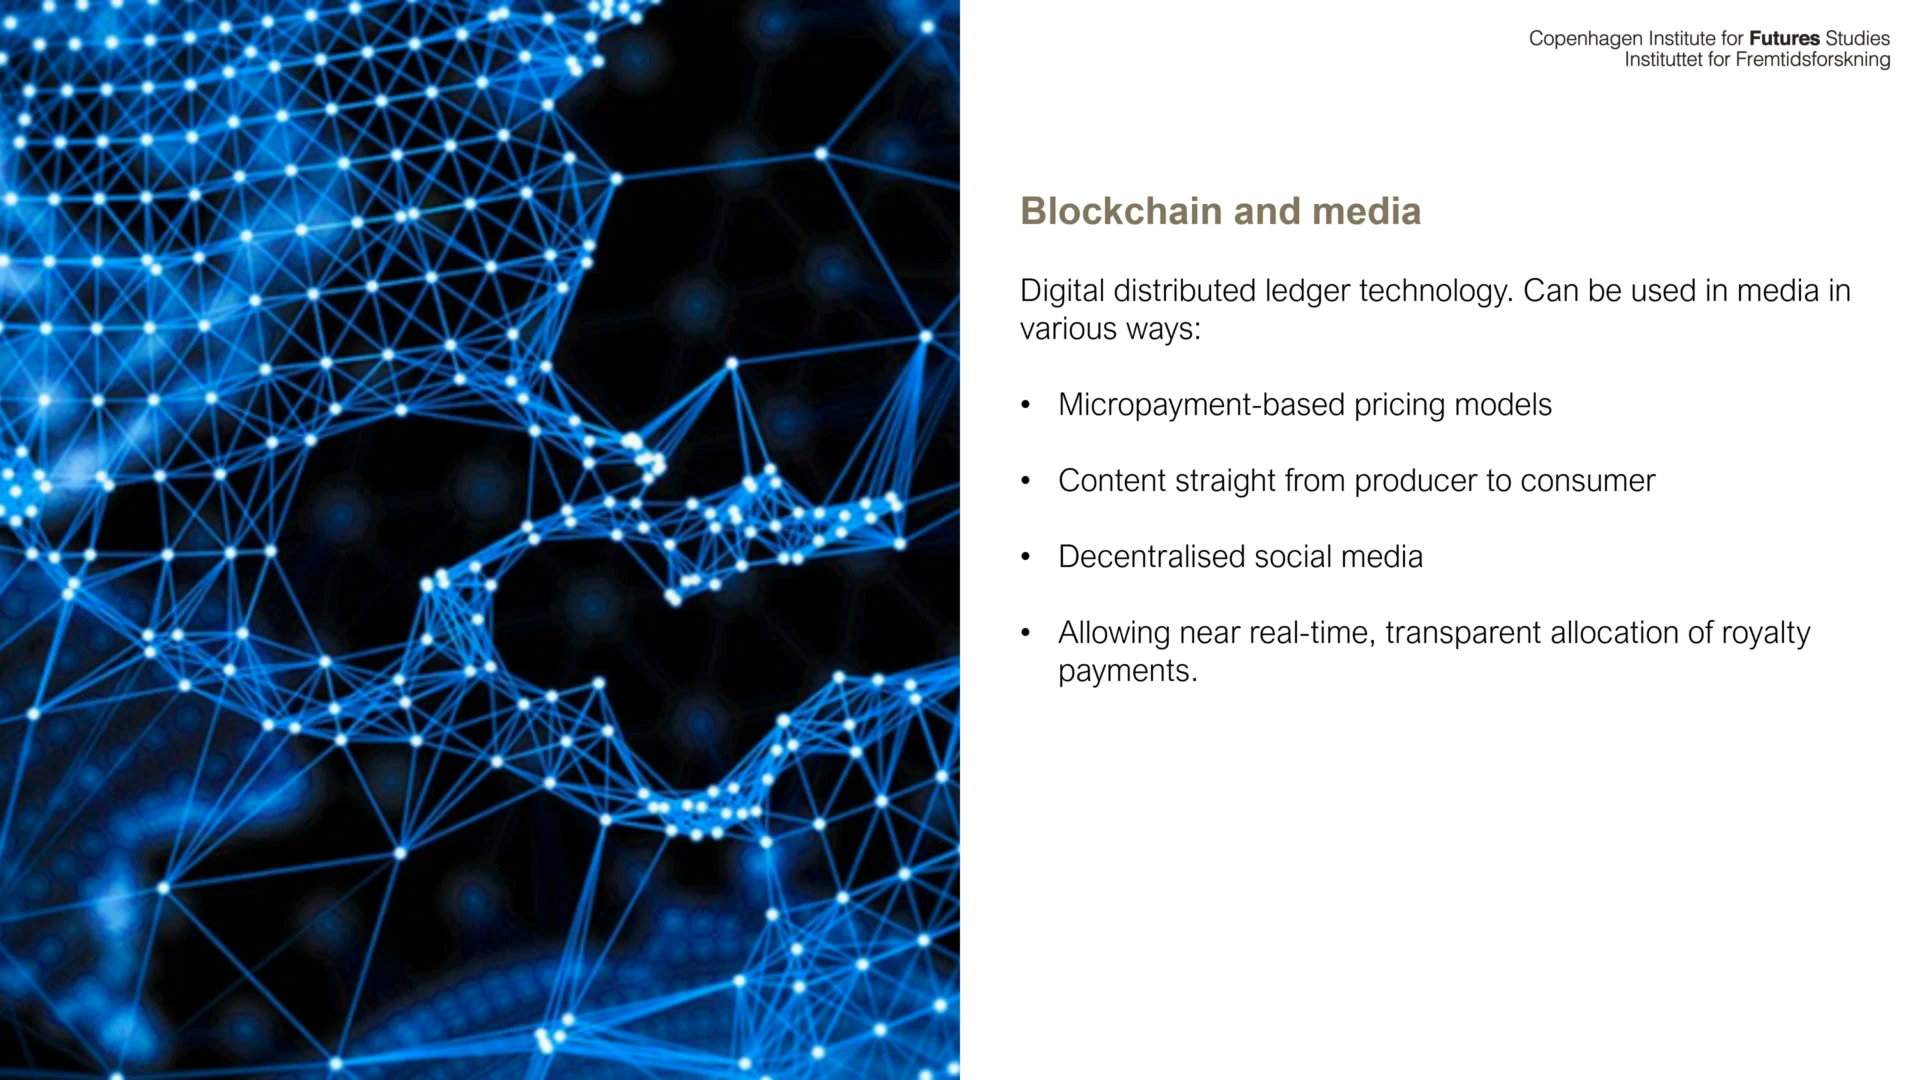 Copenhagen Institute for Futures Studies
Instituttet for Fremtidsforskning
Blockchain and media
Digital distributed ledger technology. Can be used in media in
various ways:
• Micropayment-based pricing models
• Content straight from producer to consumer
• Decentralised social media
• Allowing near real-time, transparent allocation of royalty
payments.